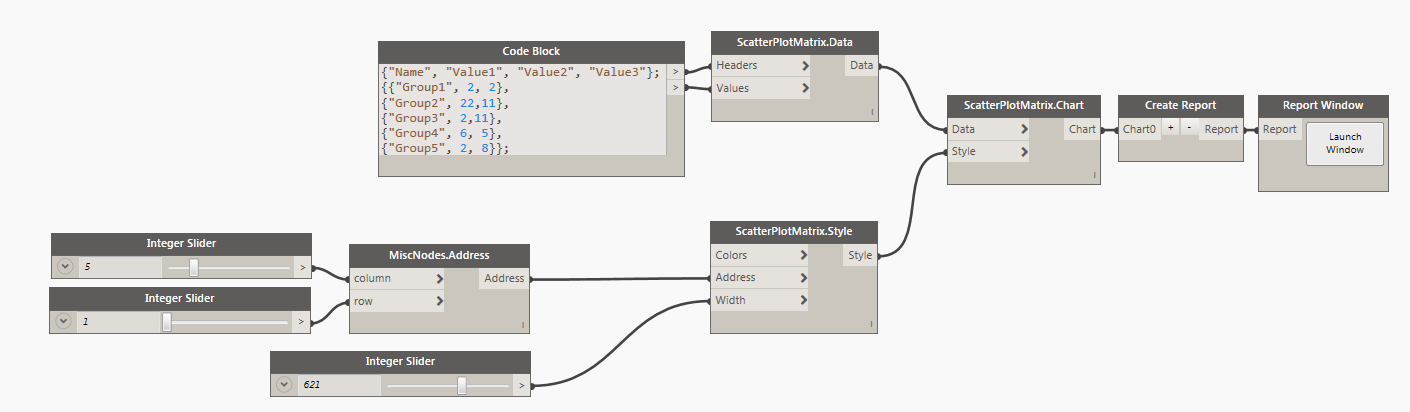 Code Block
{"Name", "Value1", "Value2", "Value3"}; >
{{"Group1", 2, 2}, >
{"Group2", 22,11},
{"Group3", 2,11},
{"Group4", 6, 5},
{"Group5", 2, 8}};
ScatterPlotMatrix.Data
Headers > Data
Values >
ScatterPlotMatrix.Chart
Data > Chart
Style >
Create Report
Chart0 + - Report
Report Window
Report
Launch
Window
Integer Slider
5 >
Integer Slider
1 >
MiscNodes.Address
column > Address
row >
ScatterPlotMatrix.Style
Colors > Style
Address >
Width >
Integer Slider
621 >